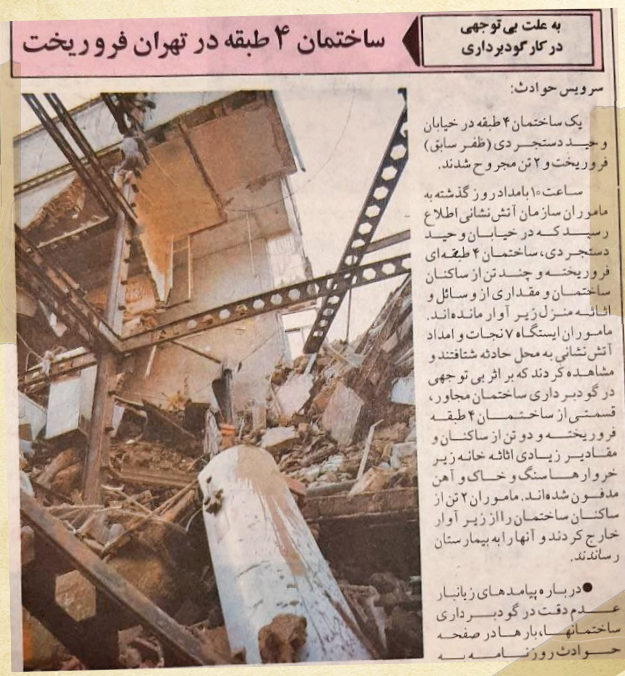 به علت بی توجهی
در کار گودبرداری
ساختمان ۴ طبقه در تهران فرو ریخت
سرویس حوادث:
یک ساختمان ۴ طبقه در خیابان
وحید دستجردی (ظفر سابق)
فرو ریخت و ۲ تن مجروح شدند.
ساعت ۱۰ بامداد روز گذشته به
ماموران سازمان آتش نشانی اطلاع
رسید که در خیابان وحید
دستجردی، ساختمان ۴ طبقه ای
فرو ریخته و چند تن از ساکنان
ساختمان و مقداری از وسائل و
اثاثه منزل زیر آوار مانده اند.
ماموران ایستگاه ۷ نجات و امداد
آتش نشانی به محل حادثه شتافتند و
مشاهده کردند که بر اثر بی توجهی
در گودبرداری ساختمان مجاور،
قسمتی از ساختمان ۴ طبقه
فرو ریخته و دو تن از ساکنان و
مقادیر زیادی اثاثه خانه زیر
خروارها سنگ و خاک و آهن
مدفون شده اند. ماموران ۲ تن از
ساکنان ساختمان را از زیر آوار
خارج کردند و آنها را به بیمارستان
رساندند.
● درباره پیامدهای زیانبار
عدم دقت در گودبرداری
ساختمانها، بارها در صفحه
حوادث روزنامه به